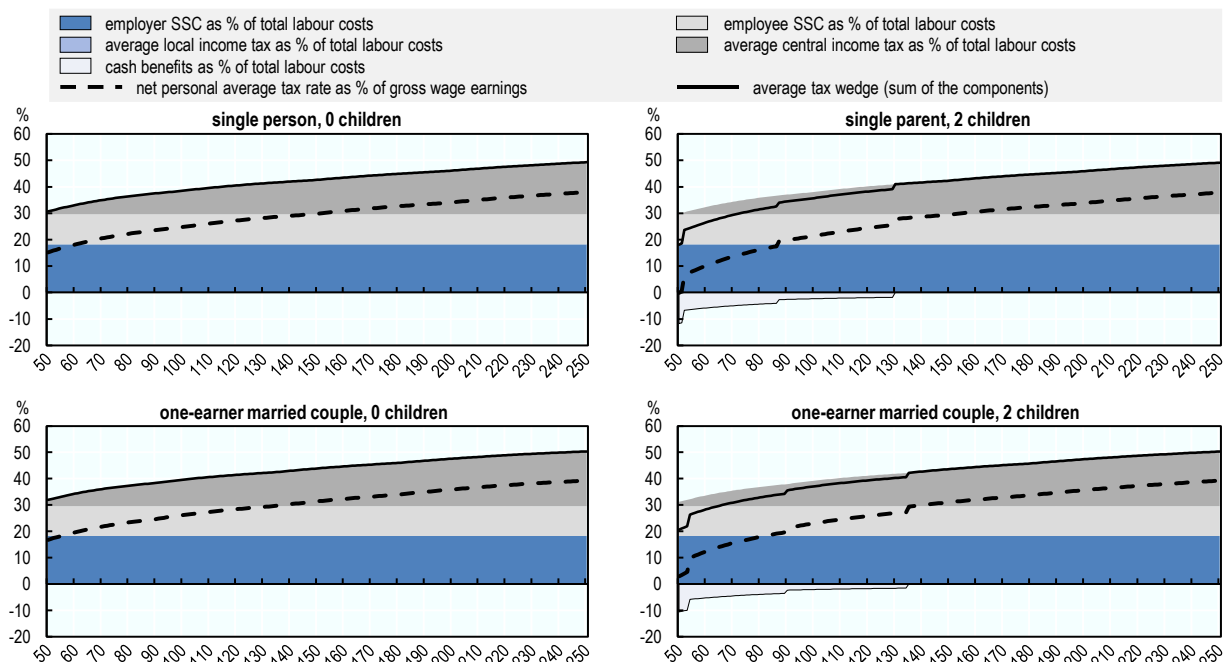 employer SSC as % of total labour costs
employee SSC as % of total labour costs
average local income tax as % of total labour costs
average central income tax as % of total labour costs
cash benefits as % of total labour costs
net personal average tax rate as % of gross wage earnings
average tax wedge (sum of the components)
%
single person, 0 children
60
50
40
30
20
10
0
-10
-20
50 60 70 80 90 100 110 120 130 140 150 160 170 180 190 200 210 220 230 240 250
%
single parent, 2 children
60
50
40
30
20
10
0
-10
-20
50 60 70 80 90 100 110 120 130 140 150 160 170 180 190 200 210 220 230 240 250
%
one-earner married couple, 0 children
60
50
40
30
20
10
0
-10
-20
50 60 70 80 90 100 110 120 130 140 150 160 170 180 190 200 210 220 230 240 250
%
one-earner married couple, 2 children
60
50
40
30
20
10
0
-10
-20
50 60 70 80 90 100 110 120 130 140 150 160 170 180 190 200 210 220 230 240 250